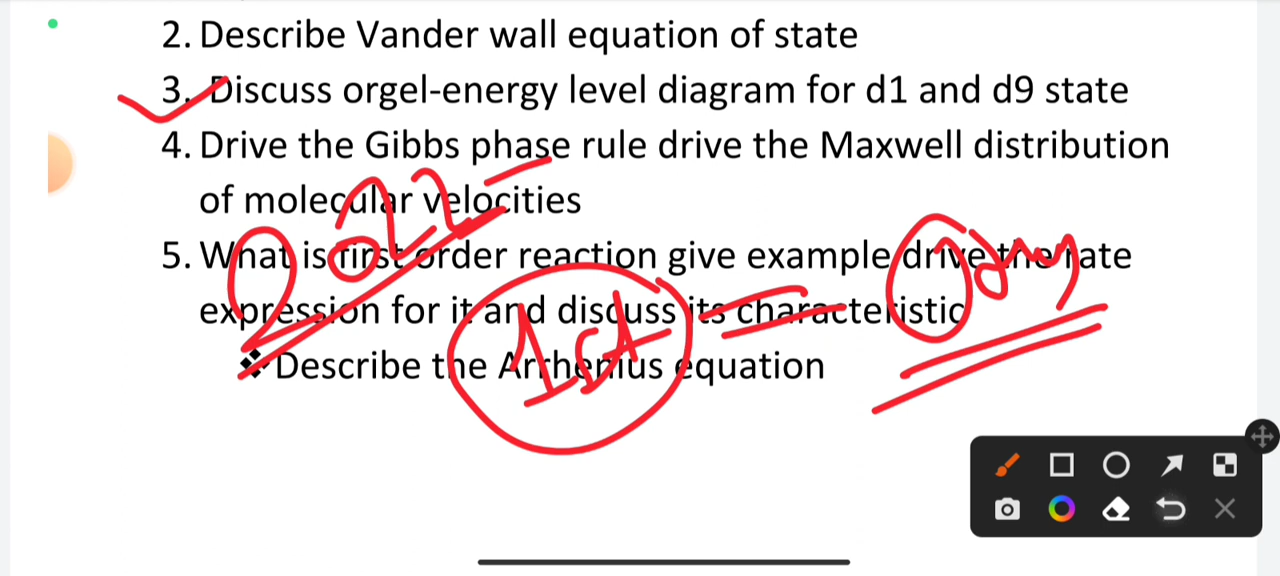 2. Describe Vander wall equation of state
3. Discuss orgel-energy level diagram for d1 and d9 state
4. Drive the Gibbs phase rule drive the Maxwell distribution
of molecular velocities
5. What is first order reaction give example drive the rate
expression for it and discuss its characteristic
❖ Describe the Arrhenius equation
2022
1st =